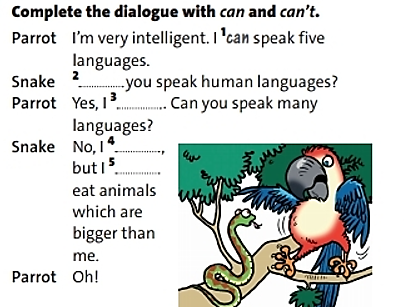 Complete the dialogue with can and can't.
Parrot I'm very intelligent. I ¹can speak five
languages.
Snake ²............... you speak human languages?
Parrot Yes, I ³............... . Can you speak many
languages?
Snake No, I ⁴...............,
but I ⁵...............
eat animals
which are
bigger than
me.
Parrot Oh!